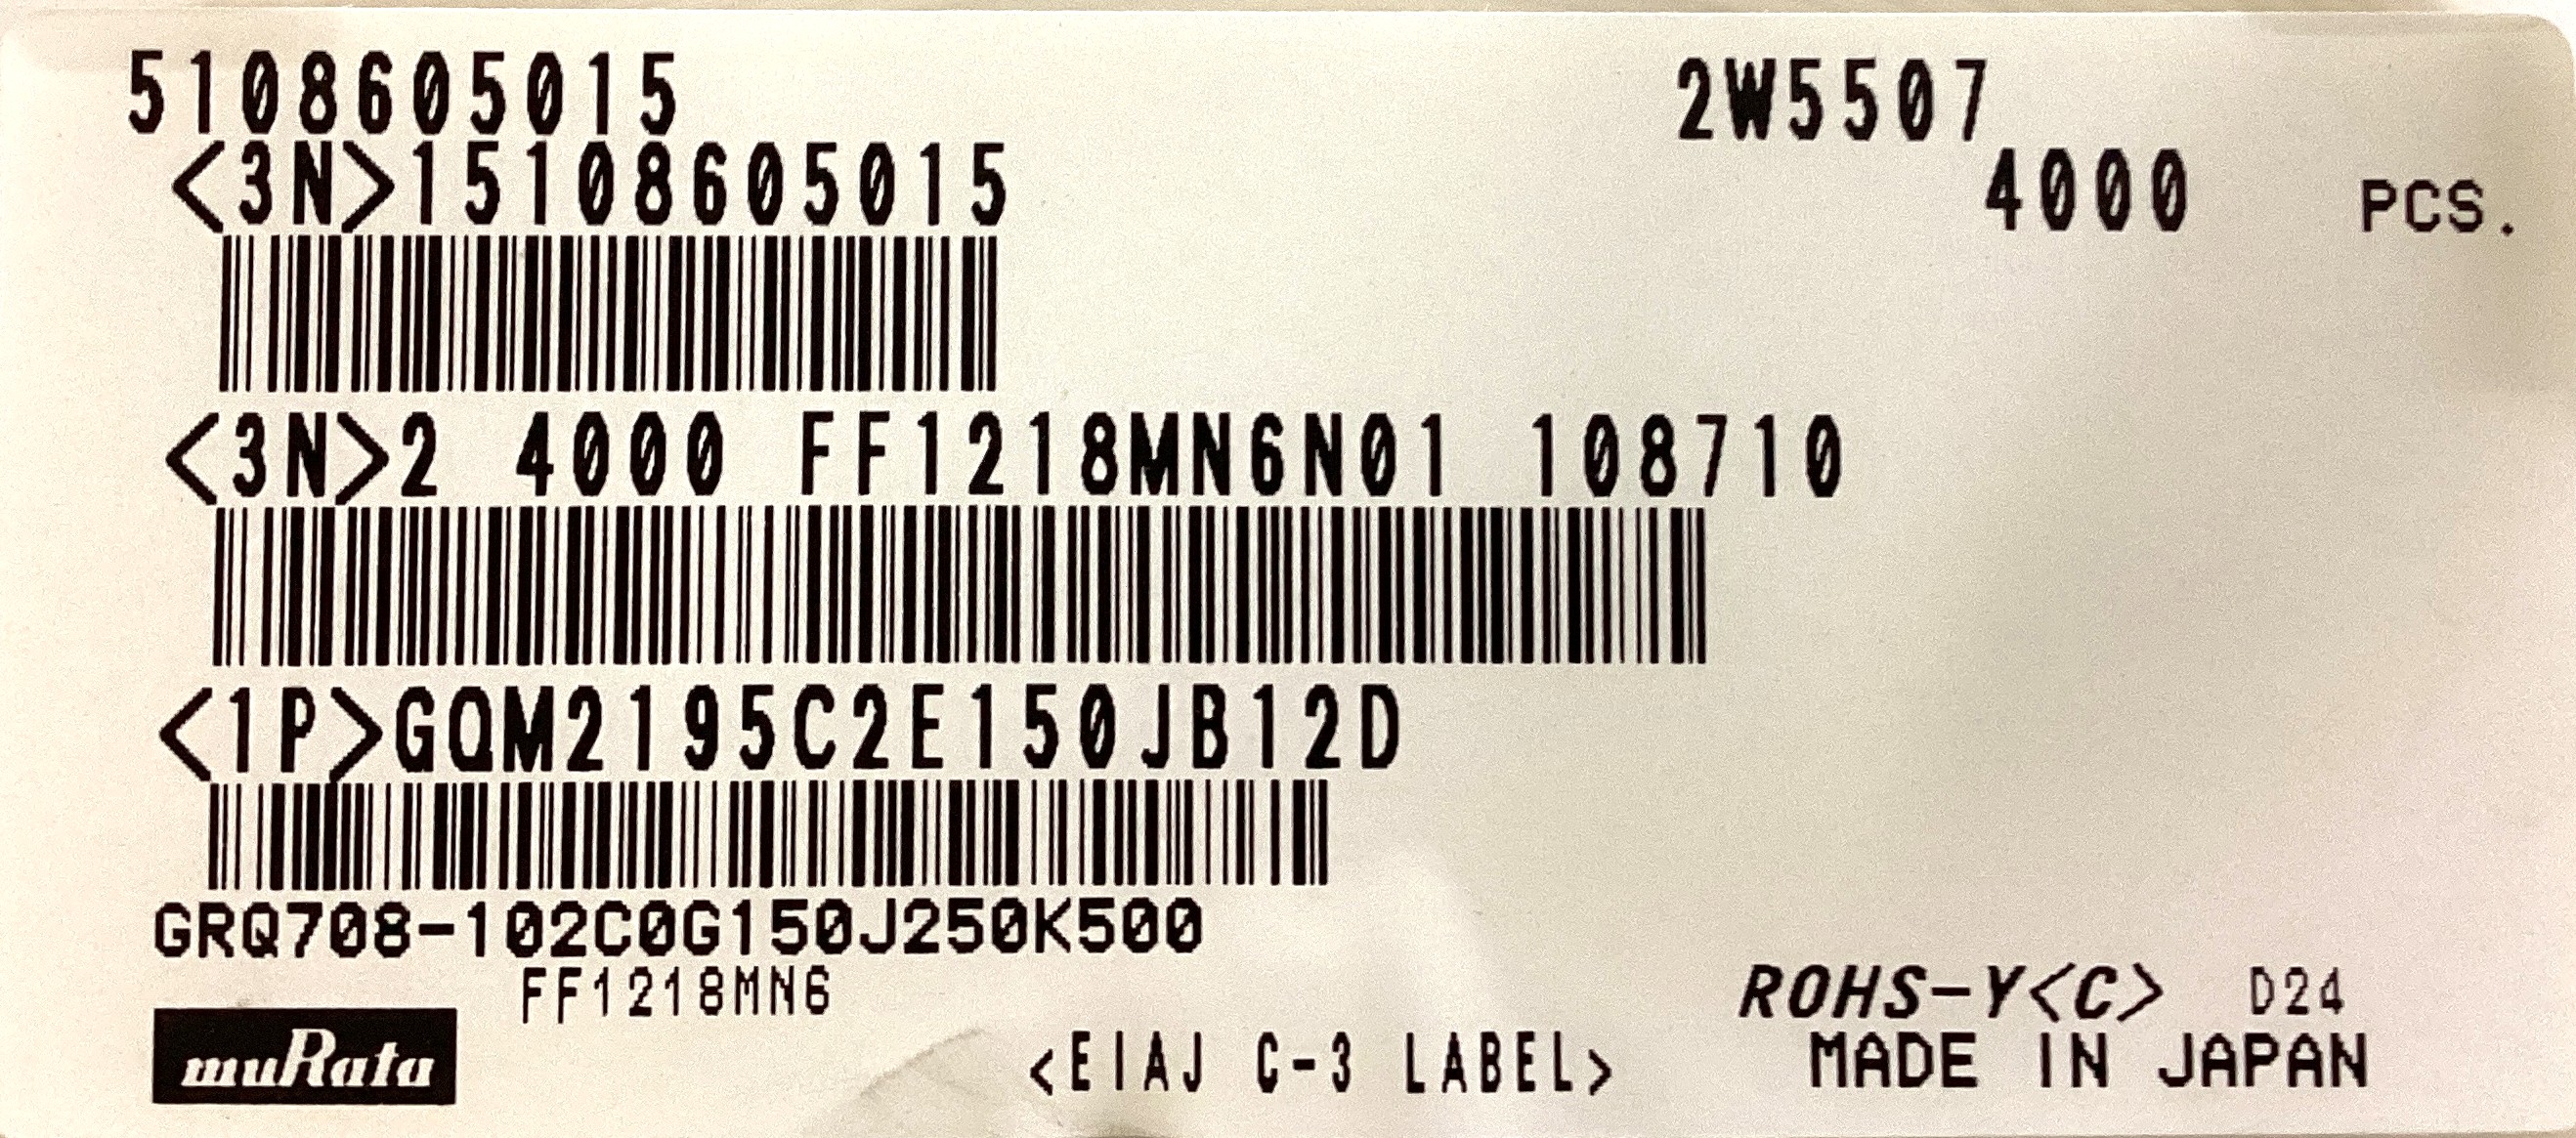 5108605015 2W5507
<3N>15108605015 4000 PCS.
<3N>2 4000 FF1218MN6N01 108710
<1P>GQM2195C2E150JB12D
GRQ708-102C0G150J250K500
FF1218MN6 ROHS-Y<C> D24
muRata <EIAJ C-3 LABEL> MADE IN JAPAN